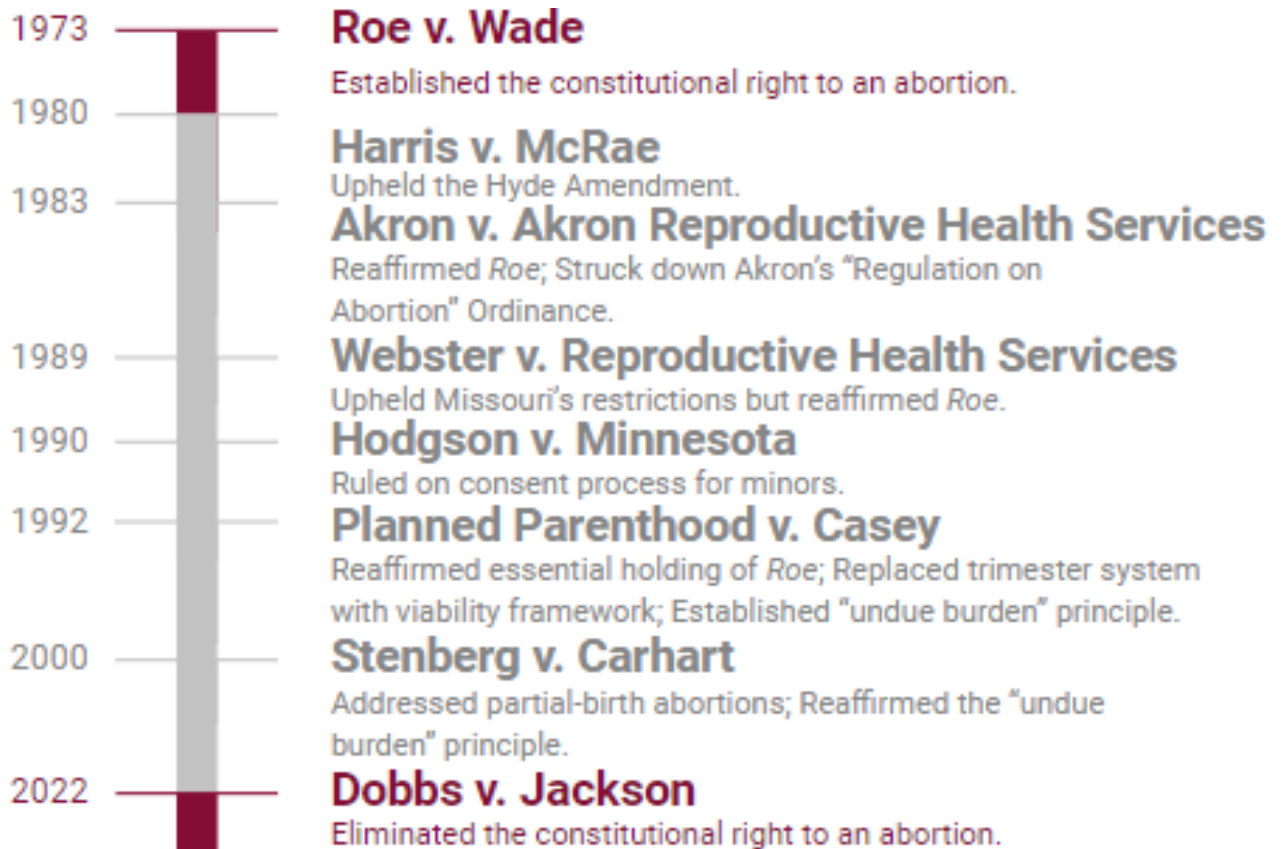 1973
Roe v. Wade
Established the constitutional right to an abortion.
1980
Harris v. McRae
Upheld the Hyde Amendment.
1983
Akron v. Akron Reproductive Health Services
Reaffirmed Roe; Struck down Akron’s “Regulation on
Abortion” Ordinance.
1989
Webster v. Reproductive Health Services
Upheld Missouri’s restrictions but reaffirmed Roe.
1990
Hodgson v. Minnesota
Ruled on consent process for minors.
1992
Planned Parenthood v. Casey
Reaffirmed essential holding of Roe; Replaced trimester system
with viability framework; Established “undue burden” principle.
2000
Stenberg v. Carhart
Addressed partial-birth abortions; Reaffirmed the “undue
burden” principle.
2022
Dobbs v. Jackson
Eliminated the constitutional right to an abortion.